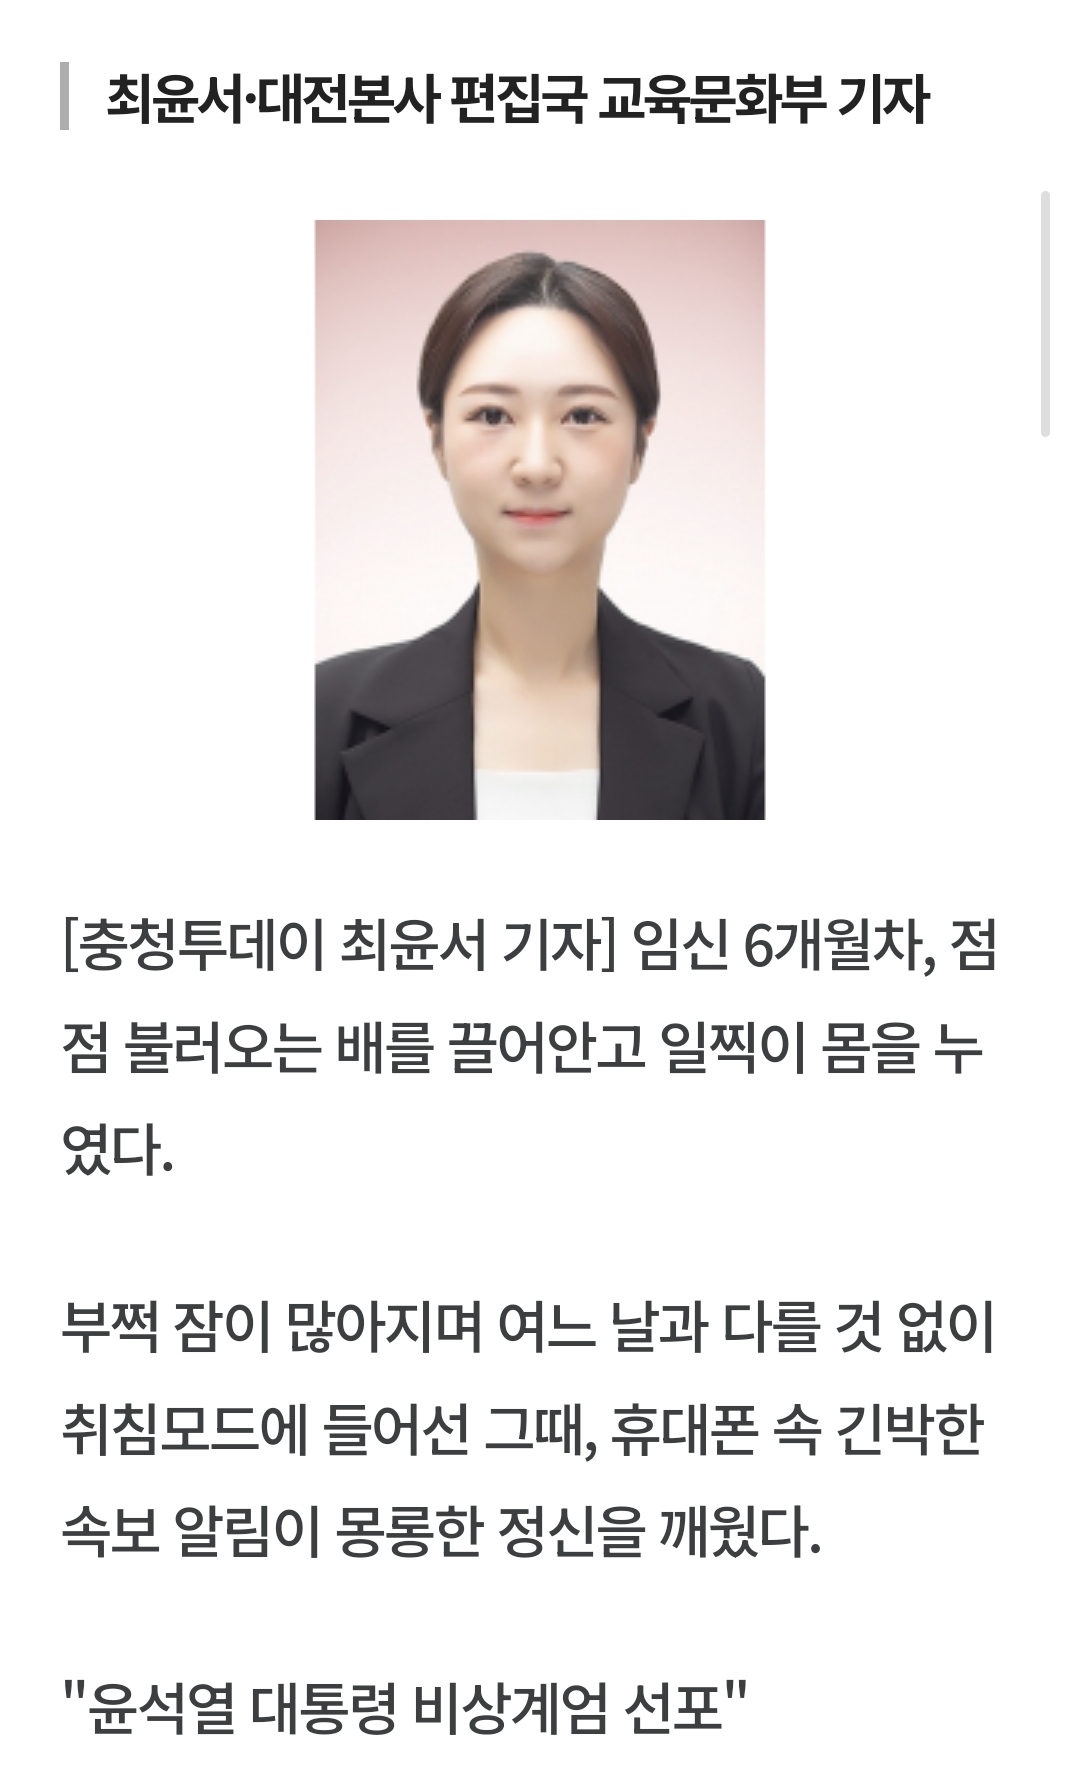 최윤서·대전본사 편집국 교육문화부 기자
[충청투데이 최윤서 기자] 임신 6개월차, 점
점 불러오는 배를 끌어안고 일찍이 몸을 누
였다.
부쩍 잠이 많아지며 여느 날과 다를 것 없이
취침모드에 들어선 그때, 휴대폰 속 긴박한
속보 알림이 몽롱한 정신을 깨웠다.
"윤석열 대통령 비상계엄 선포"